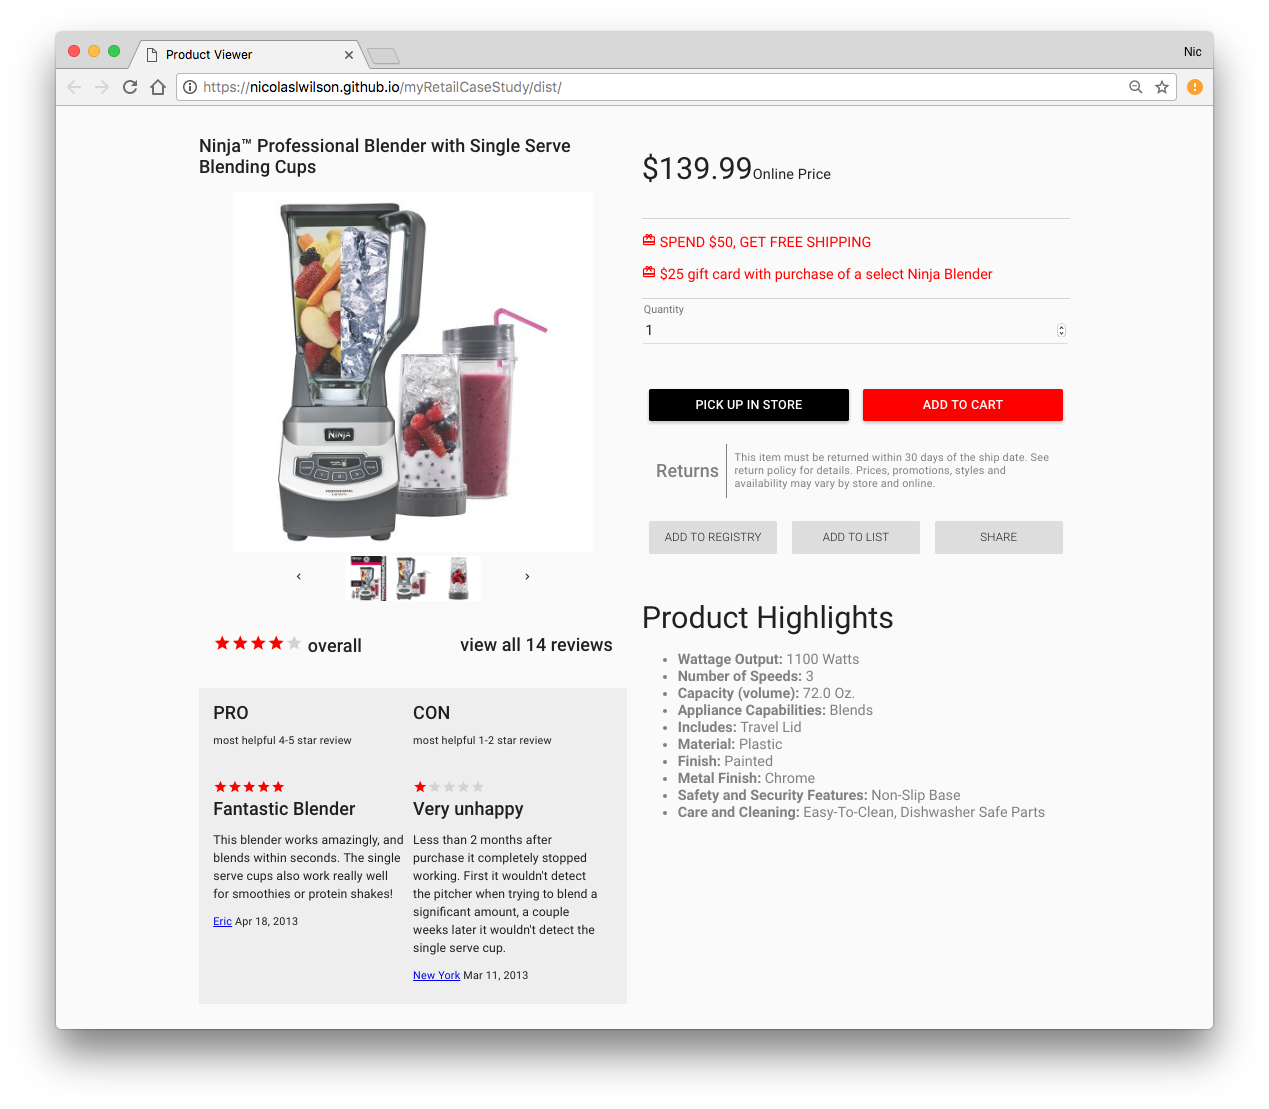 Product Viewer
Nic
https://nicolaslwilson.github.io/myRetailCaseStudy/dist/
Ninja™ Professional Blender with Single Serve
Blending Cups
NINJA
PROFESSIONAL
overall
view all 14 reviews
PRO
most helpful 4-5 star review
Fantastic Blender
This blender works amazingly, and
blends within seconds. The single
serve cups also work really well
for smoothies or protein shakes!
Eric Apr 18, 2013
CON
most helpful 1-2 star review
Very unhappy
Less than 2 months after
purchase it completely stopped
working. First it wouldn't detect
the pitcher when trying to blend a
significant amount, a couple
weeks later it wouldn't detect the
single serve cup.
New York Mar 11, 2013
$139.99Online Price
SPEND $50, GET FREE SHIPPING
$25 gift card with purchase of a select Ninja Blender
Quantity
1
PICK UP IN STORE
ADD TO CART
Returns
This item must be returned within 30 days of the ship date. See
return policy for details. Prices, promotions, styles and
availability may vary by store and online.
ADD TO REGISTRY
ADD TO LIST
SHARE
Product Highlights
• Wattage Output: 1100 Watts
• Number of Speeds: 3
• Capacity (volume): 72.0 Oz.
• Appliance Capabilities: Blends
• Includes: Travel Lid
• Material: Plastic
• Finish: Painted
• Metal Finish: Chrome
• Safety and Security Features: Non-Slip Base
• Care and Cleaning: Easy-To-Clean, Dishwasher Safe Parts